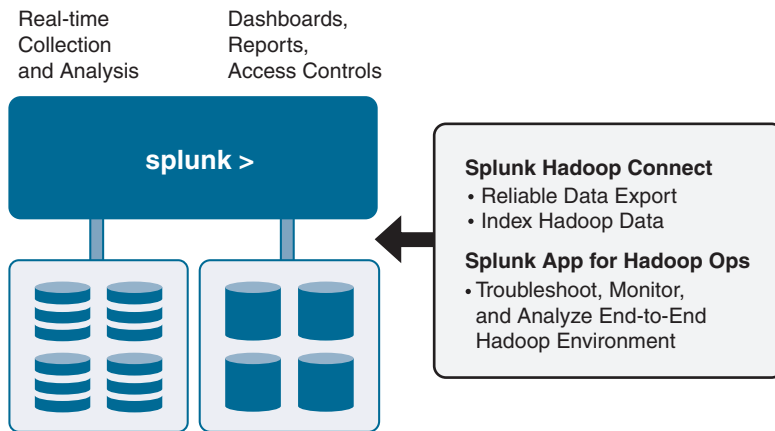 Real-time
Collection
and Analysis
Dashboards,
Reports,
Access Controls
splunk >
Splunk Hadoop Connect
• Reliable Data Export
• Index Hadoop Data
Splunk App for Hadoop Ops
• Troubleshoot, Monitor,
and Analyze End-to-End
Hadoop Environment